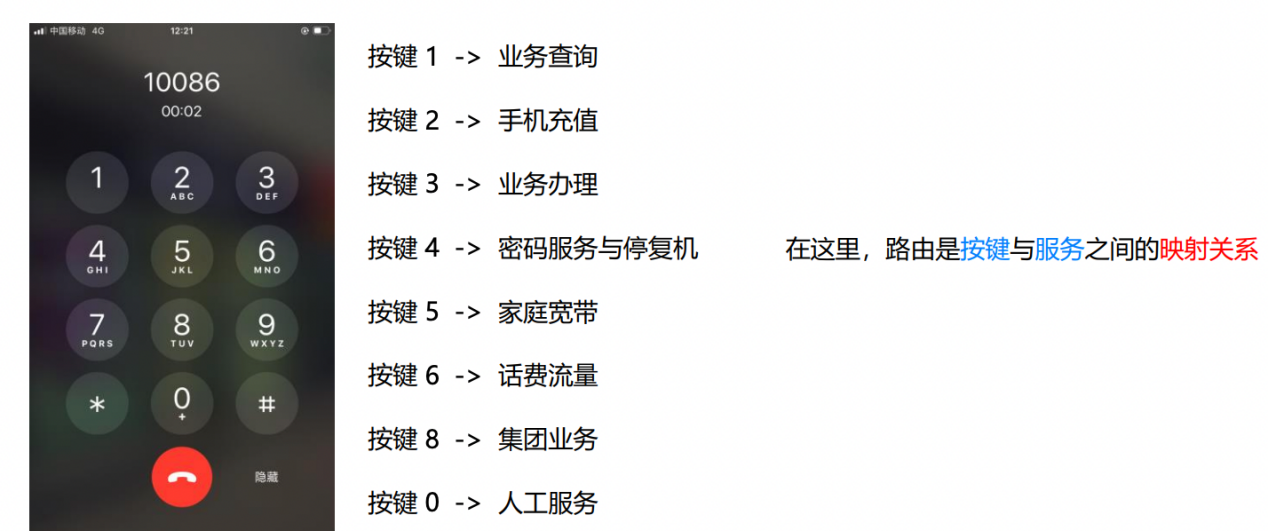 中国移动 4G 12:21
10086
00:02
1 2 3
ABC DEF
4 5 6
GHI JKL MNO
7 8 9
PQRS TUV WXYZ
* 0 #
+
隐藏
按键 1 -> 业务查询
按键 2 -> 手机充值
按键 3 -> 业务办理
按键 4 -> 密码服务与停复机
按键 5 -> 家庭宽带
按键 6 -> 话费流量
按键 8 -> 集团业务
按键 0 -> 人工服务
在这里，路由是按键与服务之间的映射关系